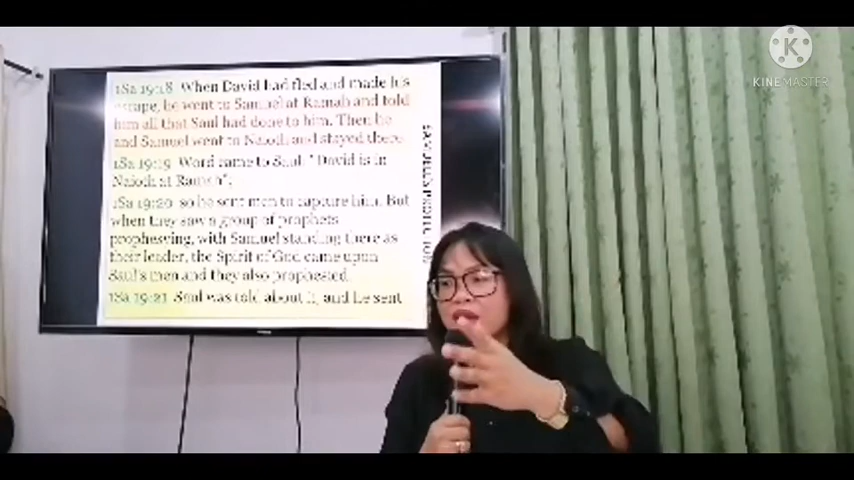 1Sa 19:18 When David had fled and made his
escape, he went to Samuel at Ramah and told
him all that Saul had done to him. Then he
and Samuel went to Naioth and stayed there.
1Sa 19:19 Word came to Saul: "David is in
Naioth at Ramah";
1Sa 19:20 so he sent men to capture him. But
when they saw a group of prophets
prophesying, with Samuel standing there as
their leader, the Spirit of God came upon
Saul's men and they also prophesied.
1Sa 19:21 Saul was told about it, and he sent
KINEMASTER